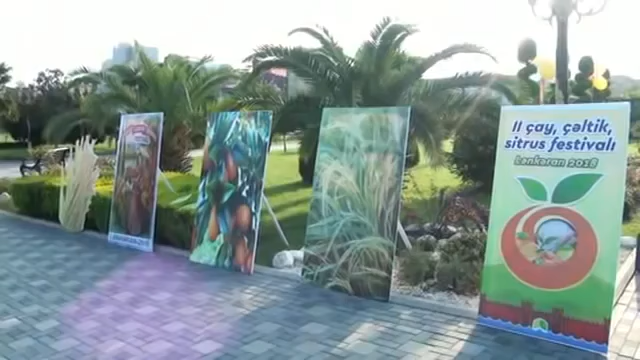 II çay, çəltik,
sitrus festivalı
Lənkəran 2018